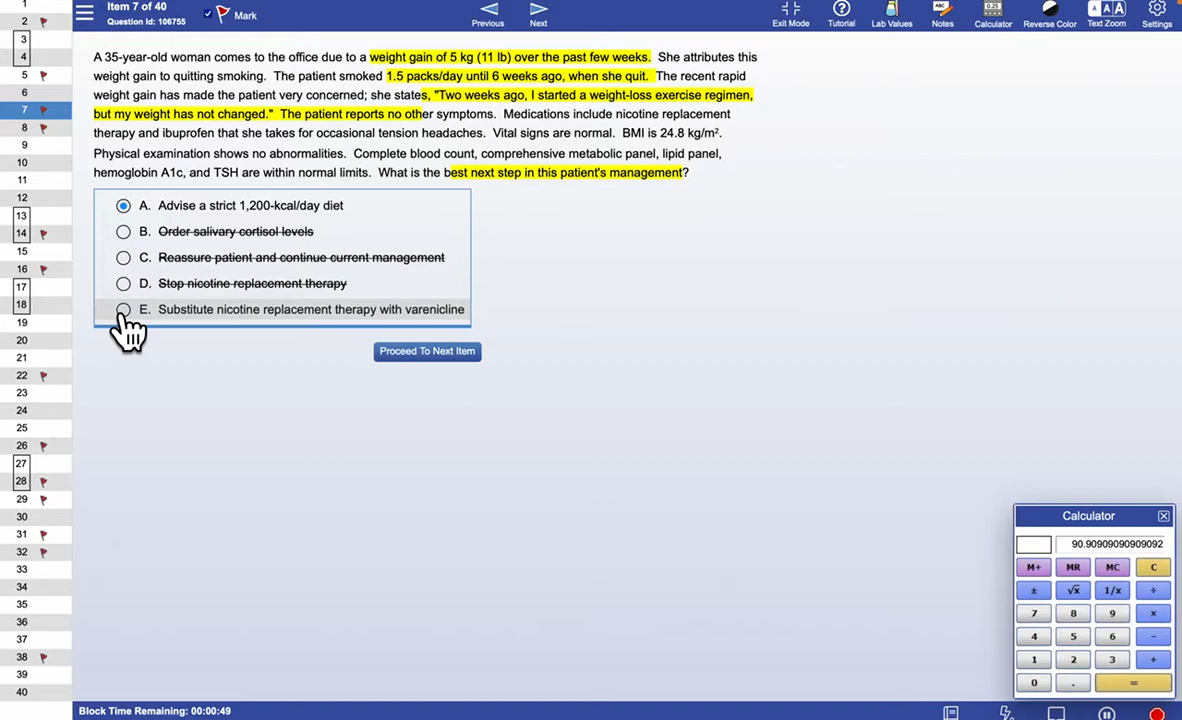 Item 7 of 40
Question Id: 106755
Mark
Previous
Next
Exit Mode
Tutorial
Lab Values
Notes
Calculator
Reverse Color
Text Zoom
Settings
1
2
3
4
5
6
7
8
9
10
11
12
13
14
15
16
17
18
19
20
21
22
23
24
25
26
27
28
29
30
31
32
33
34
35
36
37
38
39
40
A 35-year-old woman comes to the office due to a weight gain of 5 kg (11 lb) over the past few weeks. She attributes this
weight gain to quitting smoking. The patient smoked 1.5 packs/day until 6 weeks ago, when she quit. The recent rapid
weight gain has made the patient very concerned; she states, "Two weeks ago, I started a weight-loss exercise regimen,
but my weight has not changed." The patient reports no other symptoms. Medications include nicotine replacement
therapy and ibuprofen that she takes for occasional tension headaches. Vital signs are normal. BMI is 24.8 kg/m².
Physical examination shows no abnormalities. Complete blood count, comprehensive metabolic panel, lipid panel,
hemoglobin A1c, and TSH are within normal limits. What is the best next step in this patient's management?
A. Advise a strict 1,200-kcal/day diet
B. Order salivary cortisol levels
C. Reassure patient and continue current management
D. Stop nicotine replacement therapy
E. Substitute nicotine replacement therapy with varenicline
Proceed To Next Item
Calculator
90.90909090909092
M+ MR MC C
± √x 1/x ÷
7 8 9 ×
4 5 6 −
1 2 3 +
0 . =
Block Time Remaining: 00:00:49